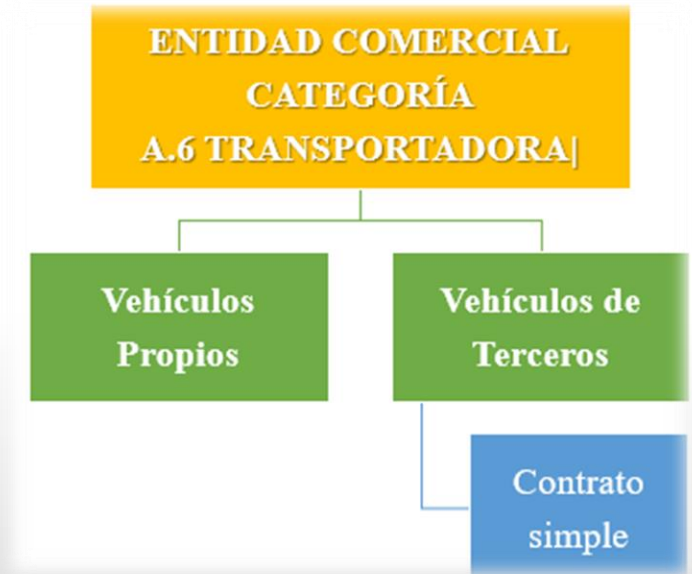 ENTIDAD COMERCIAL
CATEGORÍA
A.6 TRANSPORTADORA|
Vehículos
Propios
Vehículos de
Terceros
Contrato
simple